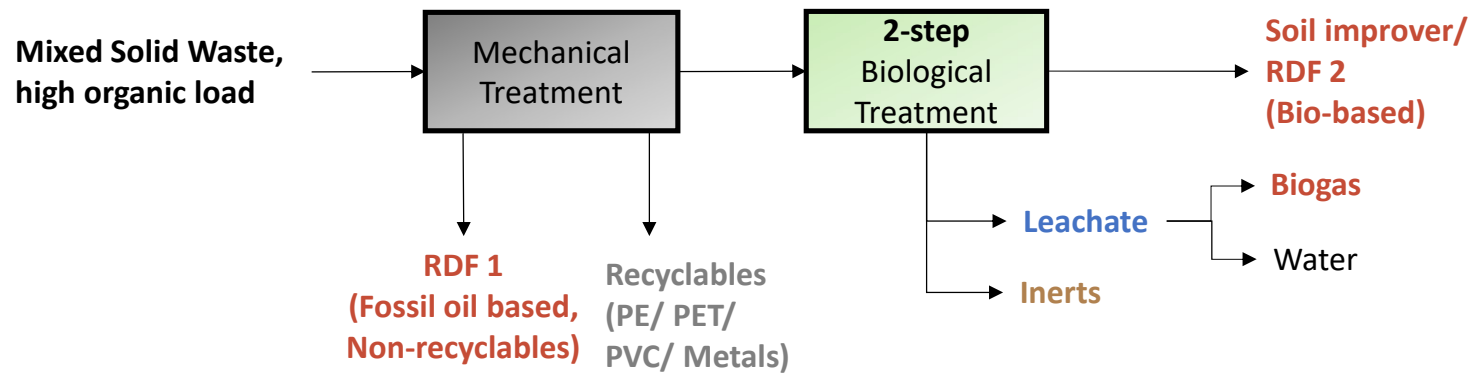 Mixed Solid Waste,
high organic load
Mechanical
Treatment
2-step
Biological
Treatment
Soil improver/
RDF 2
(Bio-based)
RDF 1
(Fossil oil based,
Non-recyclables)
Recyclables
(PE/ PET/
PVC/ Metals)
Leachate
Inerts
Biogas
Water